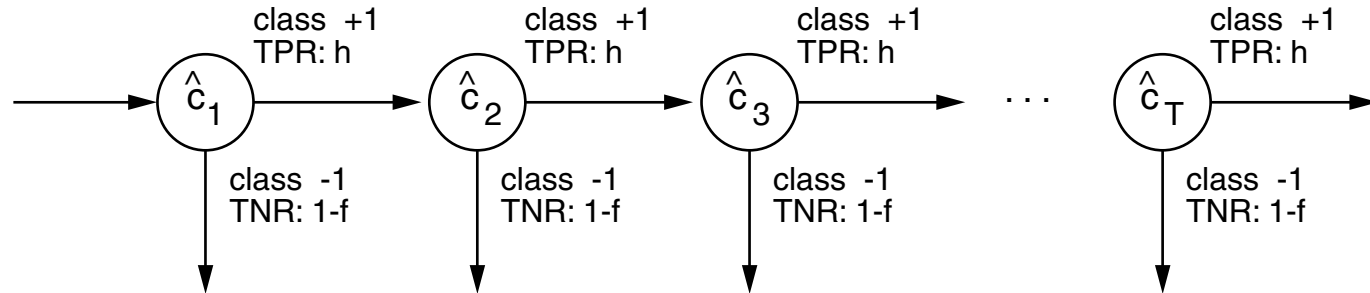 class +1
TPR: h
class +1
TPR: h
class +1
TPR: h
class +1
TPR: h
ĉ₁
ĉ₂
ĉ₃
. . .
ĉ_T
class -1
TNR: 1-f
class -1
TNR: 1-f
class -1
TNR: 1-f
class -1
TNR: 1-f